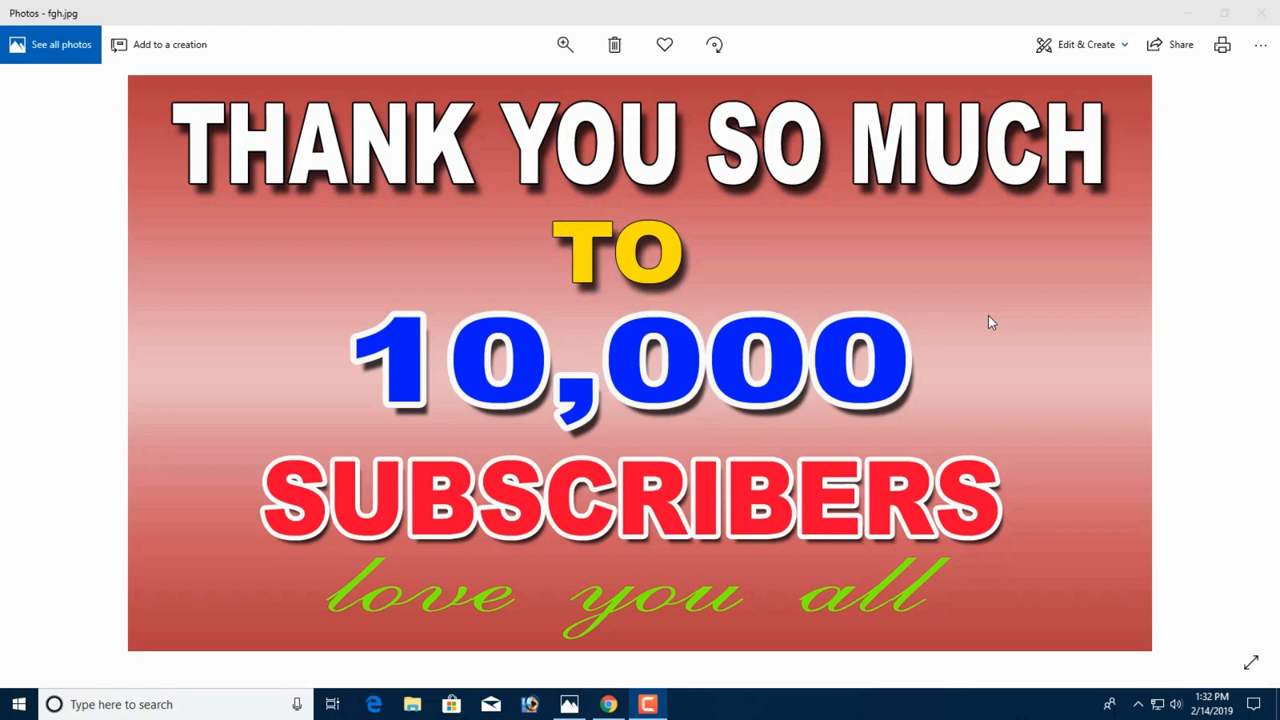 Photos - fgh.jpg
See all photos
Add to a creation
Edit & Create
Share
THANK YOU SO MUCH
TO
10,000
SUBSCRIBERS
love you all
Type here to search
1:32 PM
2/14/2019